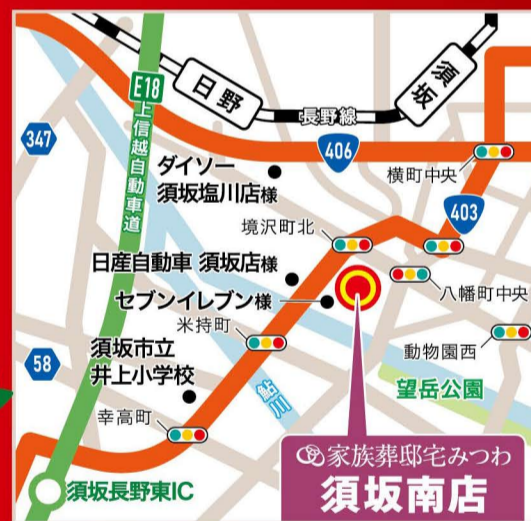 日野
須坂
長野線
E18
上信越自動車道
347
406
横町中央
ダイソー
須坂塩川店様
403
境沢町北
日産自動車 須坂店様
八幡町中央
セブンイレブン様
米持町
動物園西
須坂市立
井上小学校
58
鮎川
望岳公園
幸高町
家族葬邸宅みつわ
須坂南店
須坂長野東IC